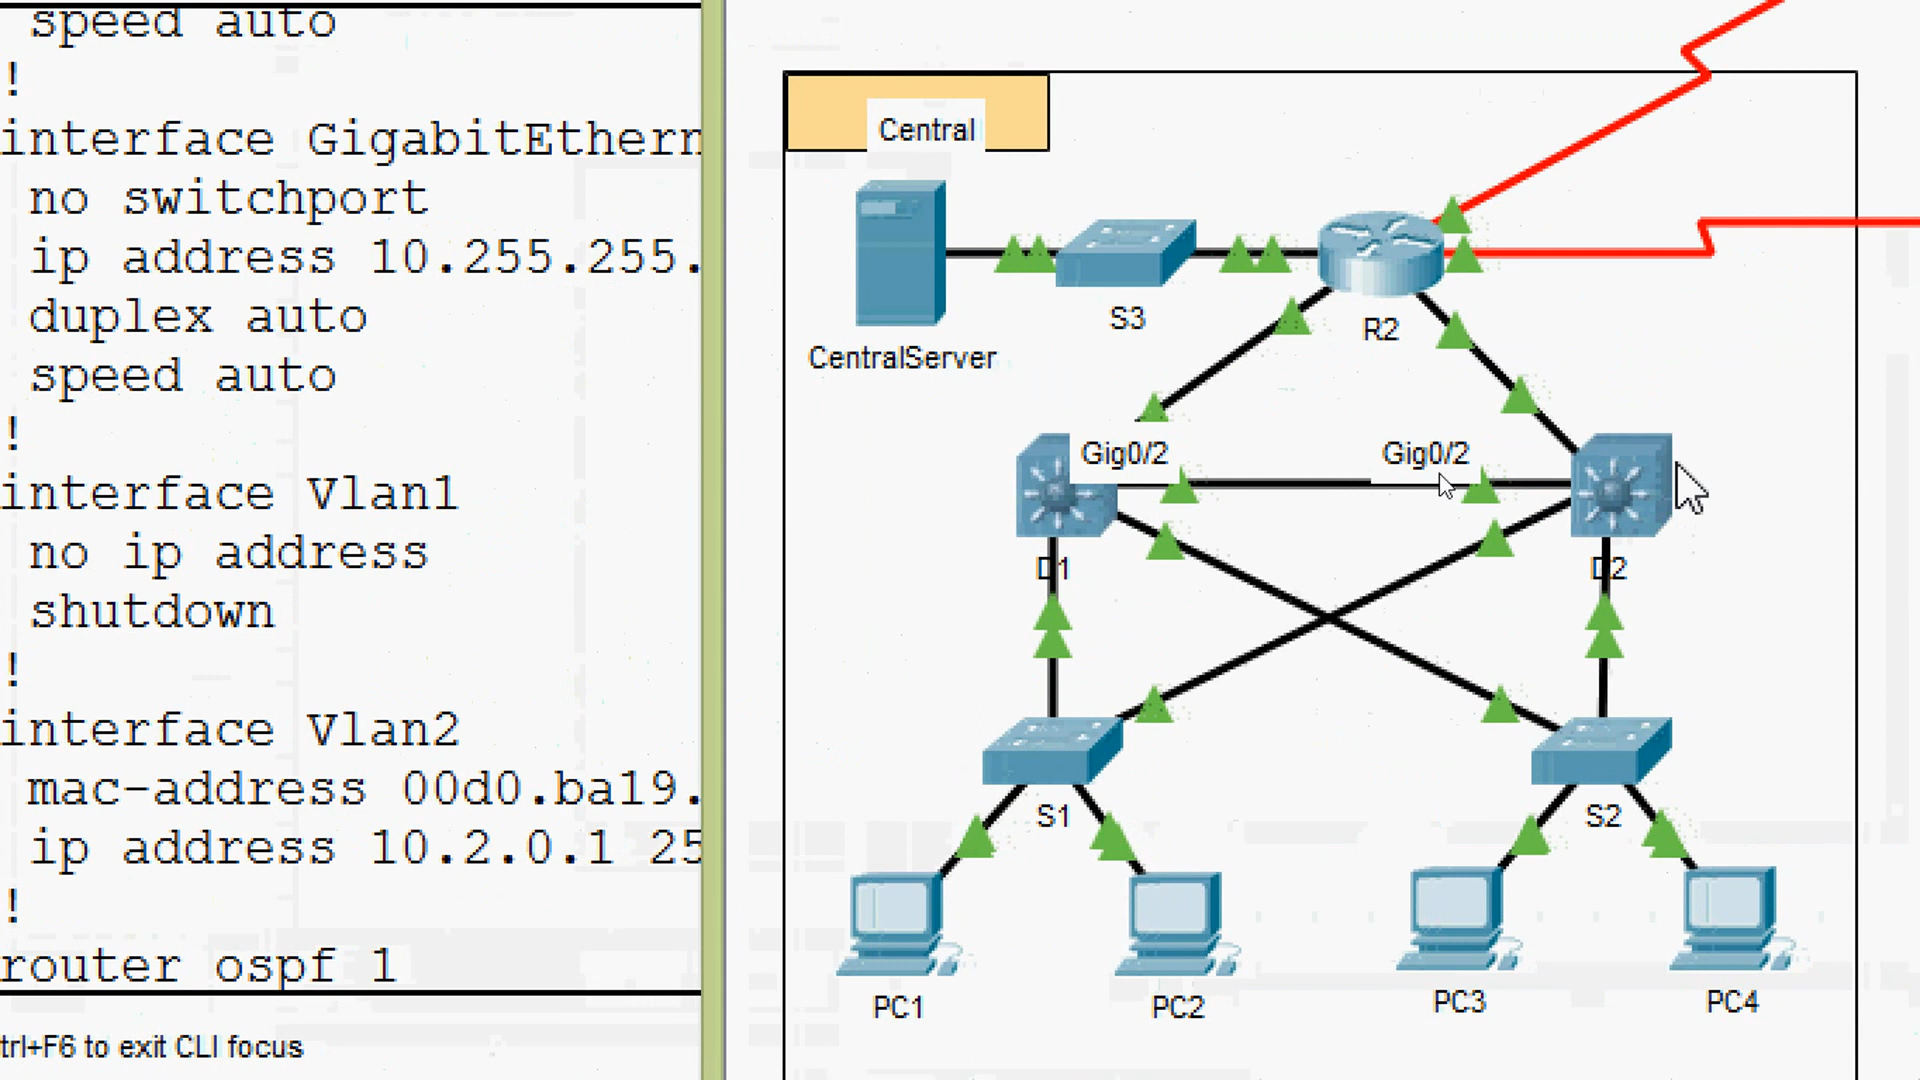 speed auto
!
interface GigabitEthern
no switchport
ip address 10.255.255.
duplex auto
speed auto
!
interface Vlan1
no ip address
shutdown
!
interface Vlan2
mac-address 00d0.ba19.
ip address 10.2.0.1 25
!
router ospf 1
trl+F6 to exit CLI focus
Central
S3
R2
CentralServer
Gig0/2
Gig0/2
D1
D2
S1
S2
PC1
PC2
PC3
PC4